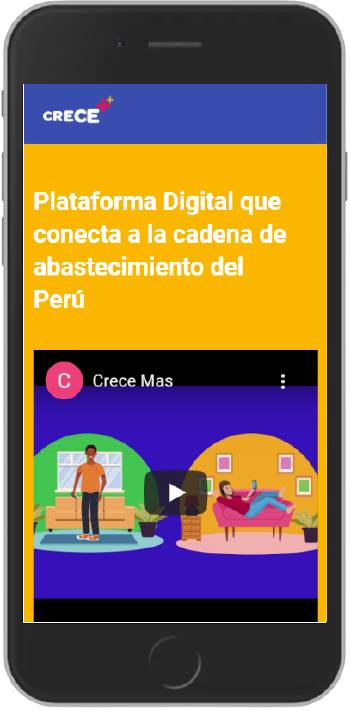 CRECE++
Plataforma Digital que
conecta a la cadena de
abastecimiento del
Perú
C Crece Mas